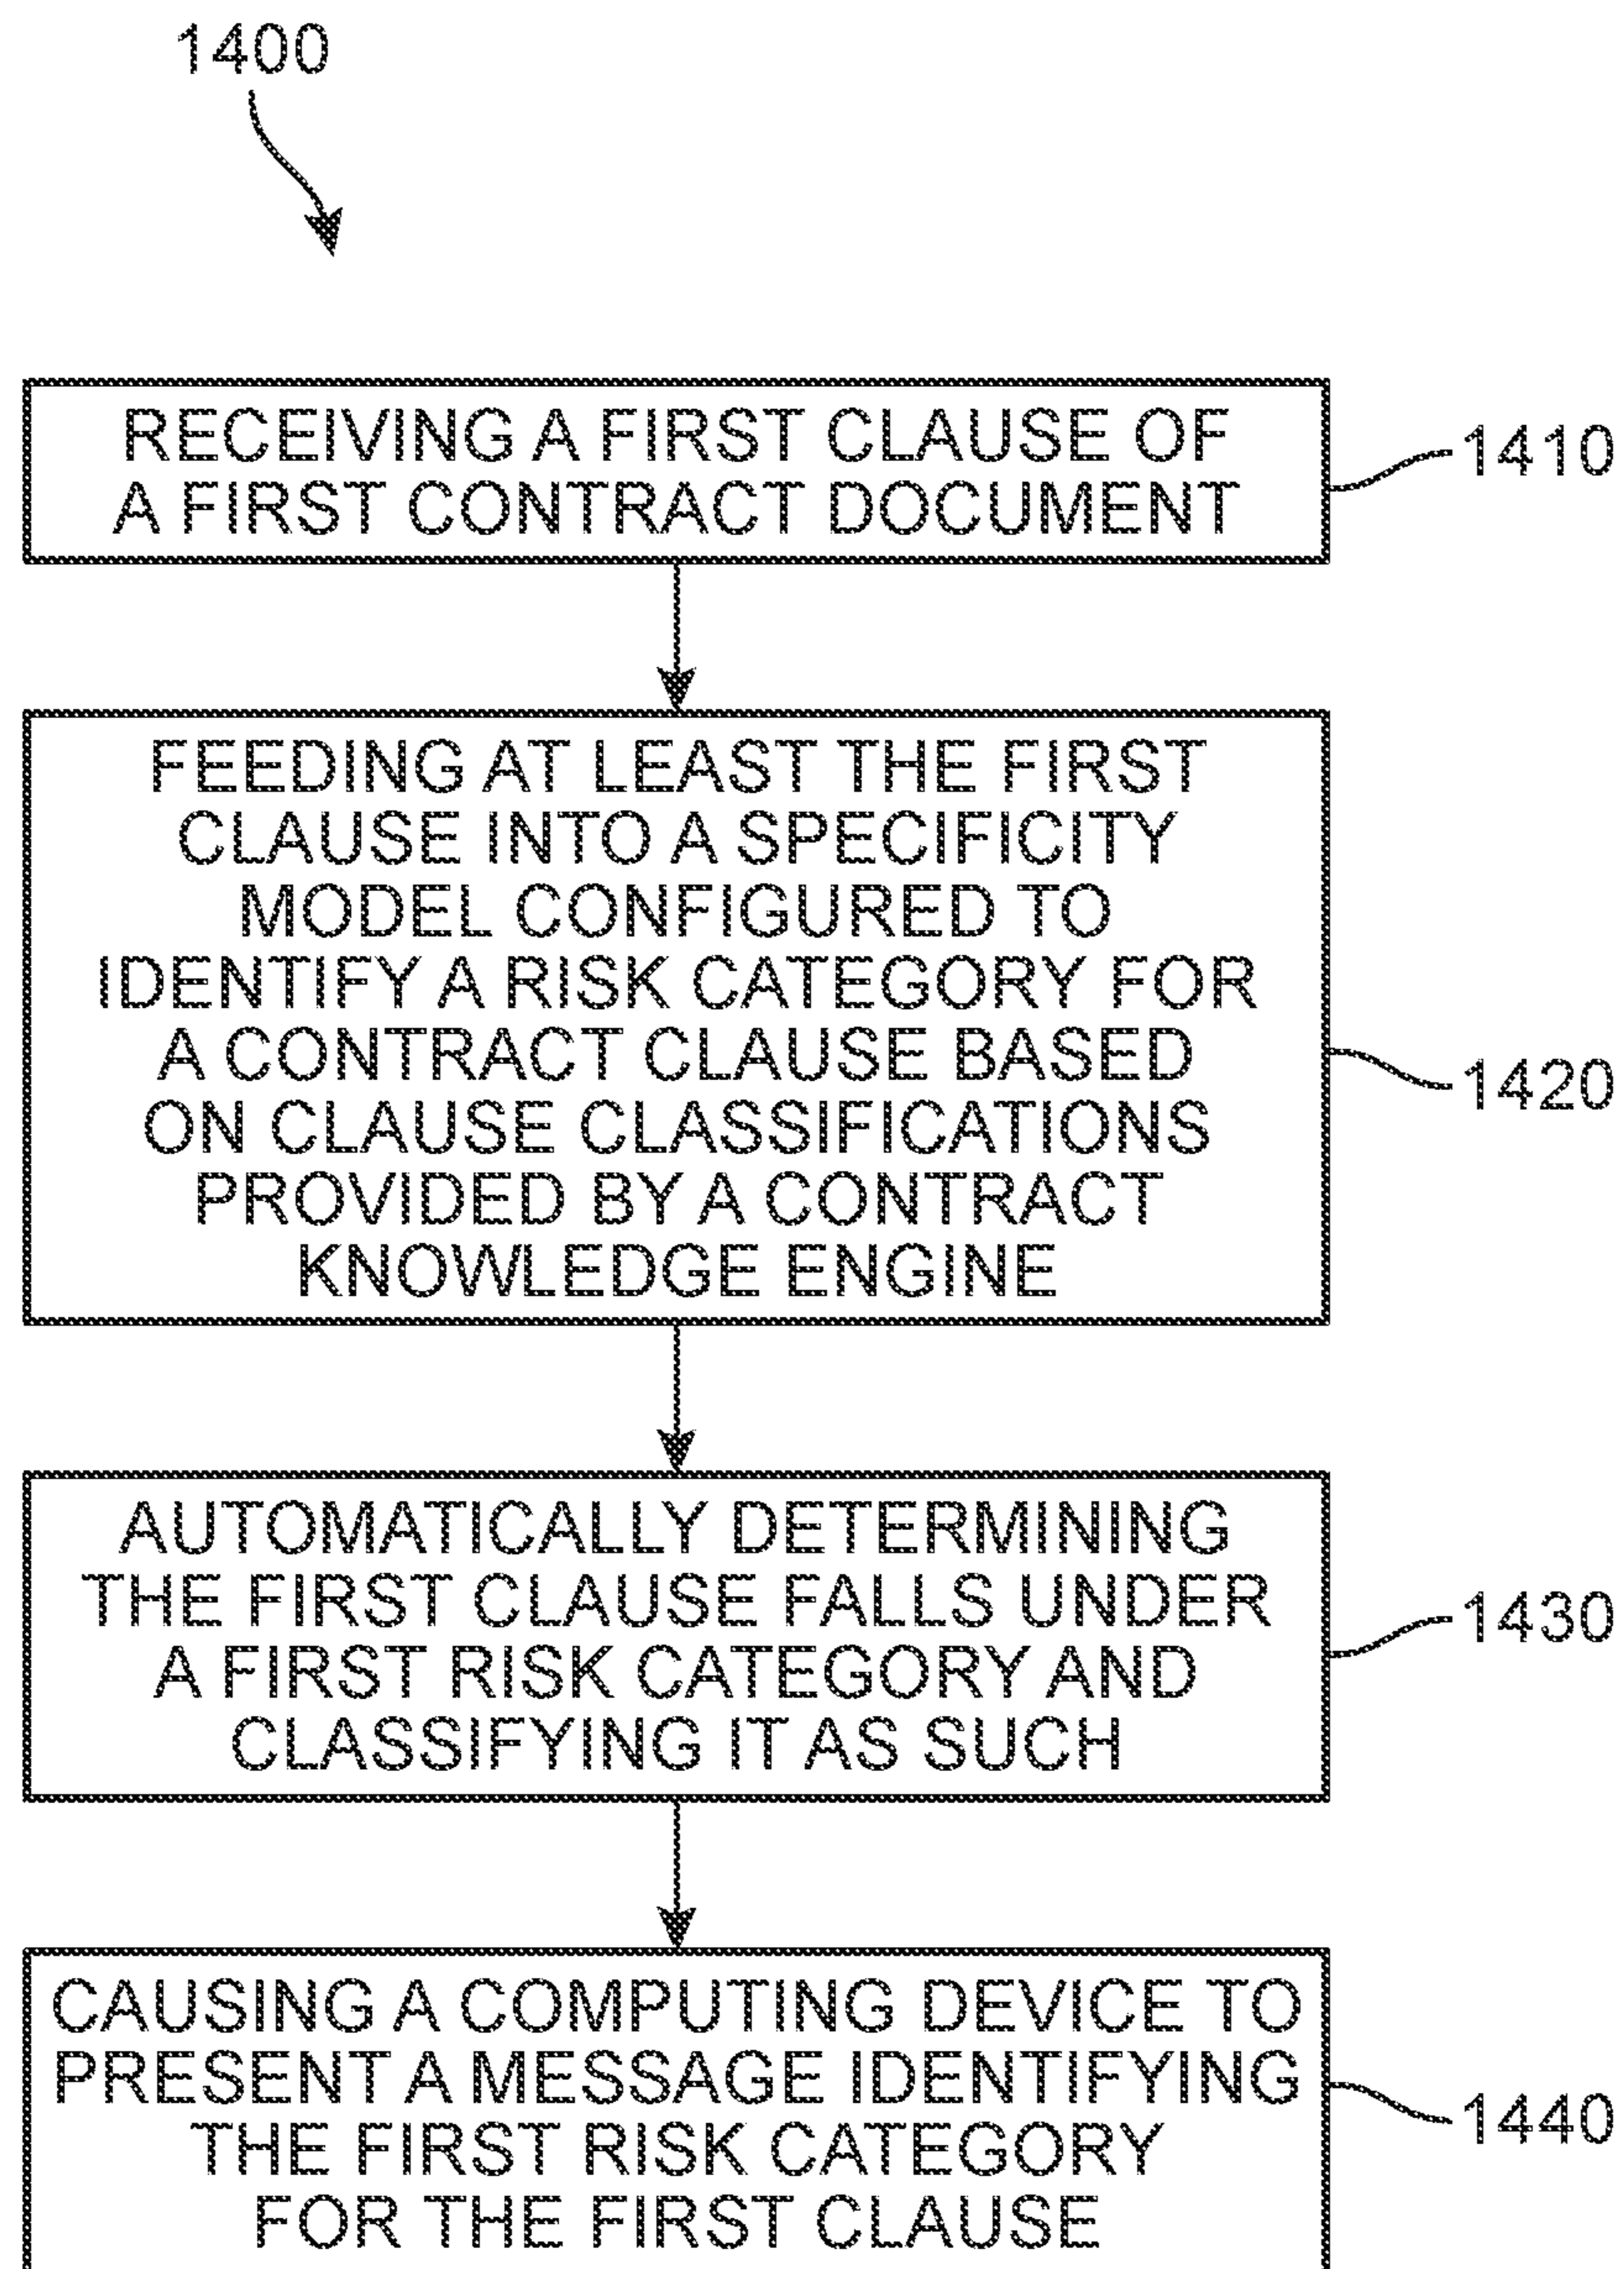 1400
RECEIVING A FIRST CLAUSE OF
A FIRST CONTRACT DOCUMENT
1410
FEEDING AT LEAST THE FIRST
CLAUSE INTO A SPECIFICITY
MODEL CONFIGURED TO
IDENTIFY A RISK CATEGORY FOR
A CONTRACT CLAUSE BASED
ON CLAUSE CLASSIFICATIONS
PROVIDED BY A CONTRACT
KNOWLEDGE ENGINE
1420
AUTOMATICALLY DETERMINING
THE FIRST CLAUSE FALLS UNDER
A FIRST RISK CATEGORY AND
CLASSIFYING IT AS SUCH
1430
CAUSING A COMPUTING DEVICE TO
PRESENT A MESSAGE IDENTIFYING
THE FIRST RISK CATEGORY
FOR THE FIRST CLAUSE
1440